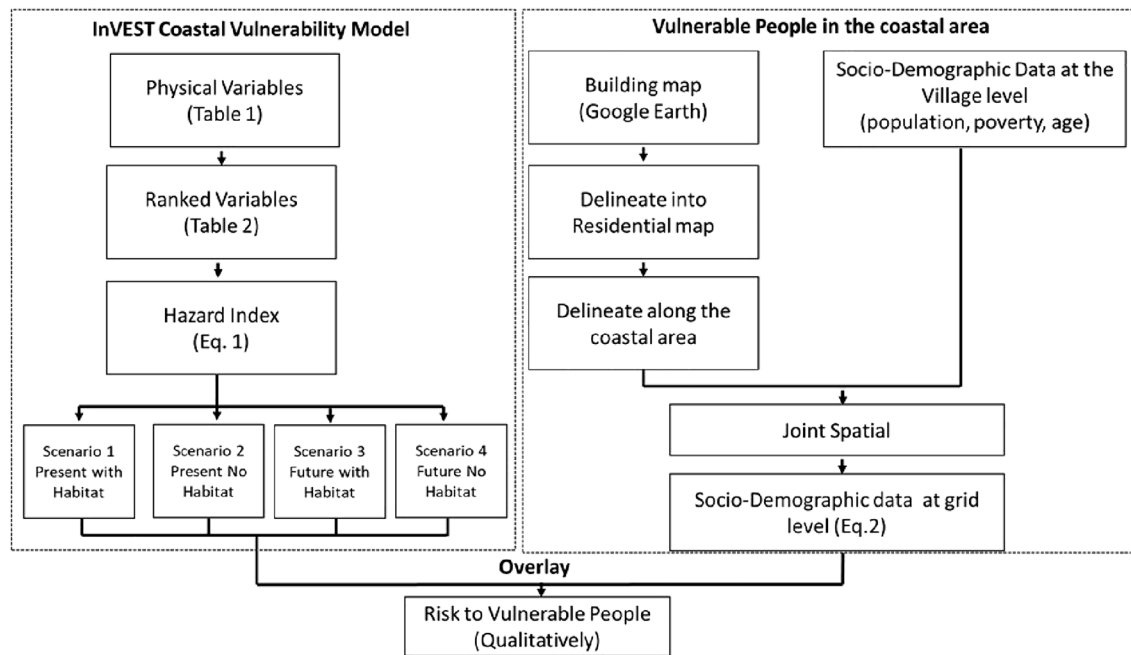 InVEST Coastal Vulnerability Model
Physical Variables
(Table 1)
Ranked Variables
(Table 2)
Hazard Index
(Eq. 1)
Scenario 1
Present with
Habitat
Scenario 2
Present No
Habitat
Scenario 3
Future with
Habitat
Scenario 4
Future No
Habitat
Vulnerable People in the coastal area
Building map
(Google Earth)
Socio-Demographic Data at the
Village level
(population, poverty, age)
Delineate into
Residential map
Delineate along the
coastal area
Joint Spatial
Socio-Demographic data at grid
level (Eq.2)
Overlay
Risk to Vulnerable People
(Qualitatively)